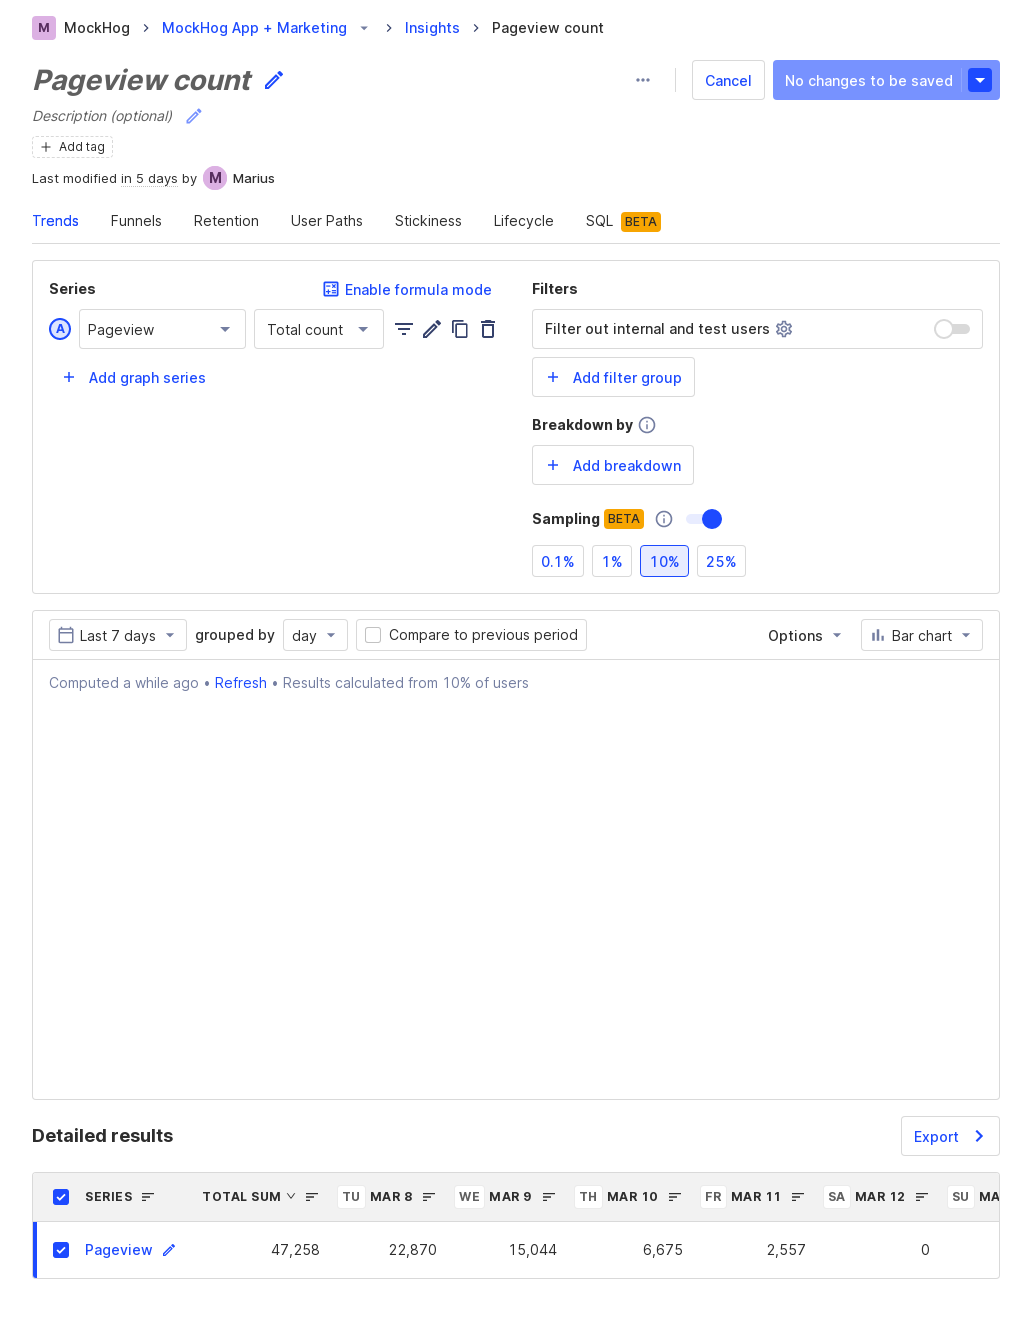 M MockHog MockHog App + Marketing Insights Pageview count
Pageview count
Cancel No changes to be saved
Description (optional)
Add tag
Last modified in 5 days by M Marius
Trends Funnels Retention User Paths Stickiness Lifecycle SQL BETA
Series Enable formula mode
A Pageview Total count
Add graph series
Filters
Filter out internal and test users
Add filter group
Breakdown by
Add breakdown
Sampling BETA
0.1% 1% 10% 25%
Last 7 days grouped by day Compare to previous period Options Bar chart
Computed a while ago • Refresh • Results calculated from 10% of users
Detailed results Export
SERIES TOTAL SUM TU MAR 8 WE MAR 9 TH MAR 10 FR MAR 11 SA MAR 12 SU MA
Pageview 47,258 22,870 15,044 6,675 2,557 0